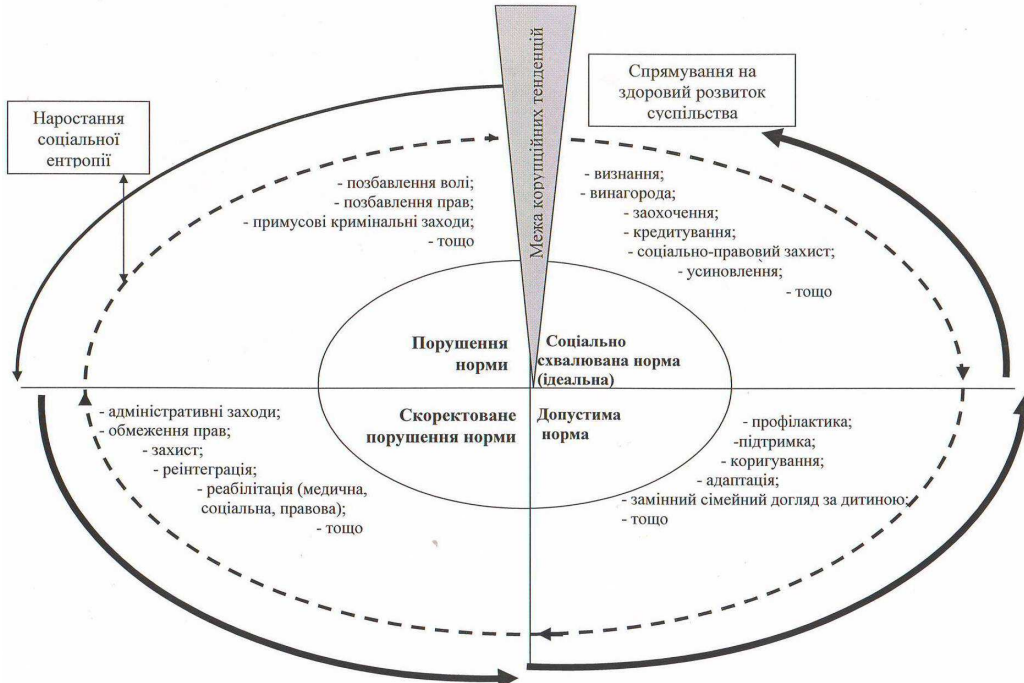 Межа корупційних тенденцій
Спрямування на
здоровий розвиток
суспільства
Наростання
соціальної
ентропії
- позбавлення волі;
- позбавлення прав;
- примусові кримінальні заходи;
- тощо
- визнання;
- винагорода;
- заохочення;
- кредитування;
- соціально-правовий захист;
- усиновлення;
- тощо
Порушення
норми
Соціально
схвалювана норма
(ідеальна)
Скоректоване
порушення норми
Допустима
норма
- адміністративні заходи;
- обмеження прав;
- захист;
- реінтеграція;
- реабілітація (медична,
соціальна, правова);
- тощо
- профілактика;
-підтримка;
- коригування;
- адаптація;
- замінний сімейний догляд за дитиною;
- тощо